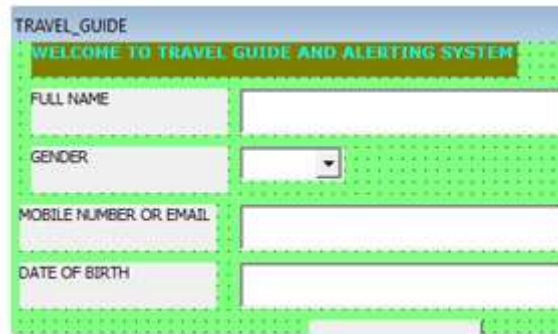 TRAVEL_GUIDE
WELCOME TO TRAVEL GUIDE AND ALERTING SYSTEM
FULL NAME
GENDER
MOBILE NUMBER OR EMAIL
DATE OF BIRTH